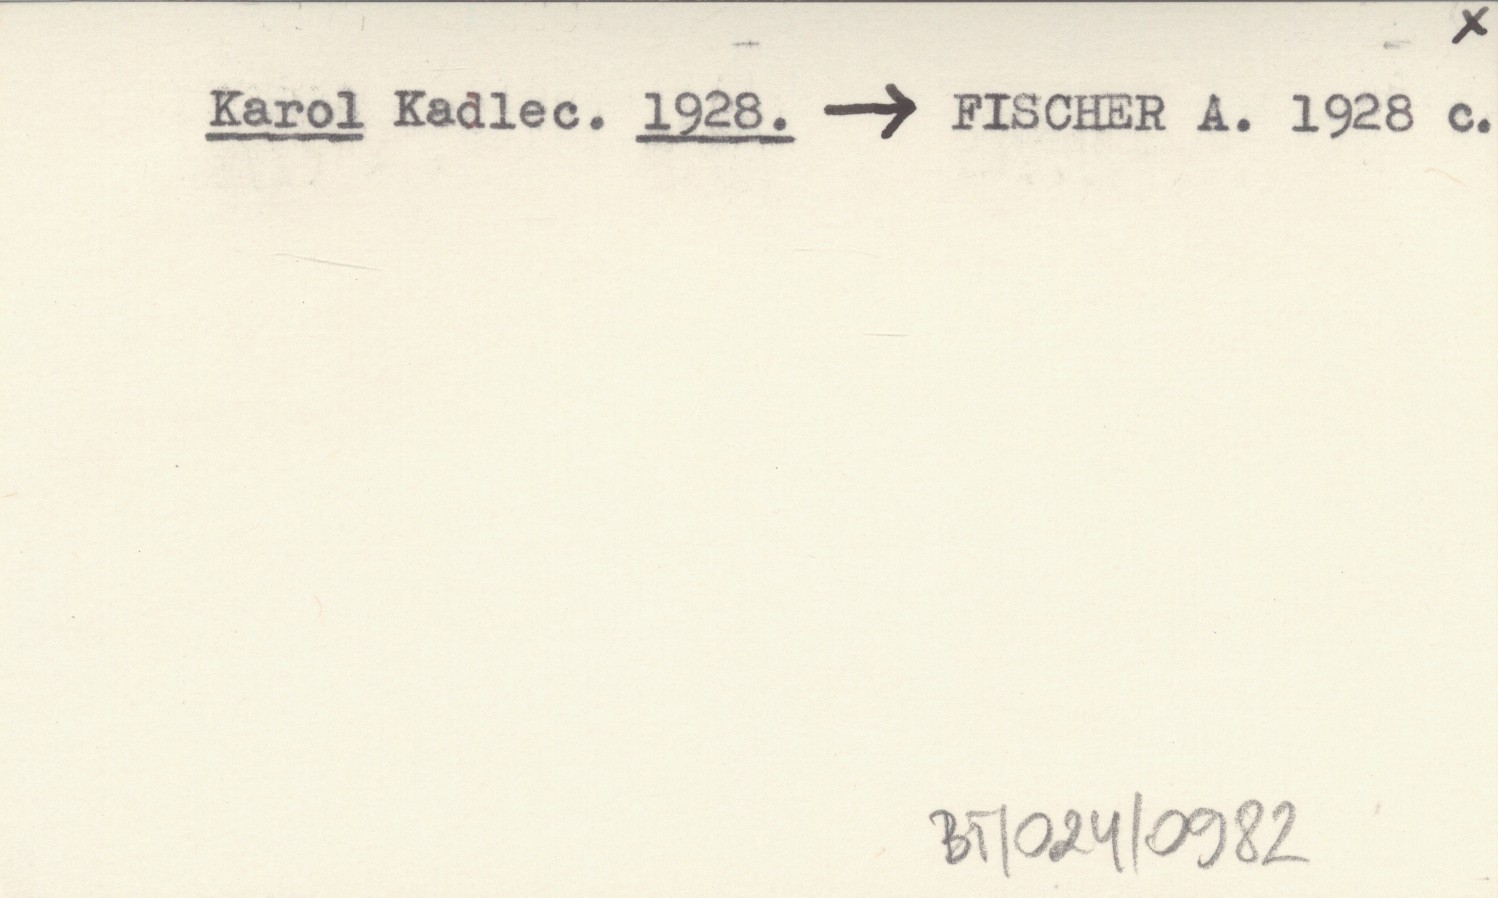 x
Karol Kadlec. 1928. → FISCHER A. 1928 c.
BT/024/0982